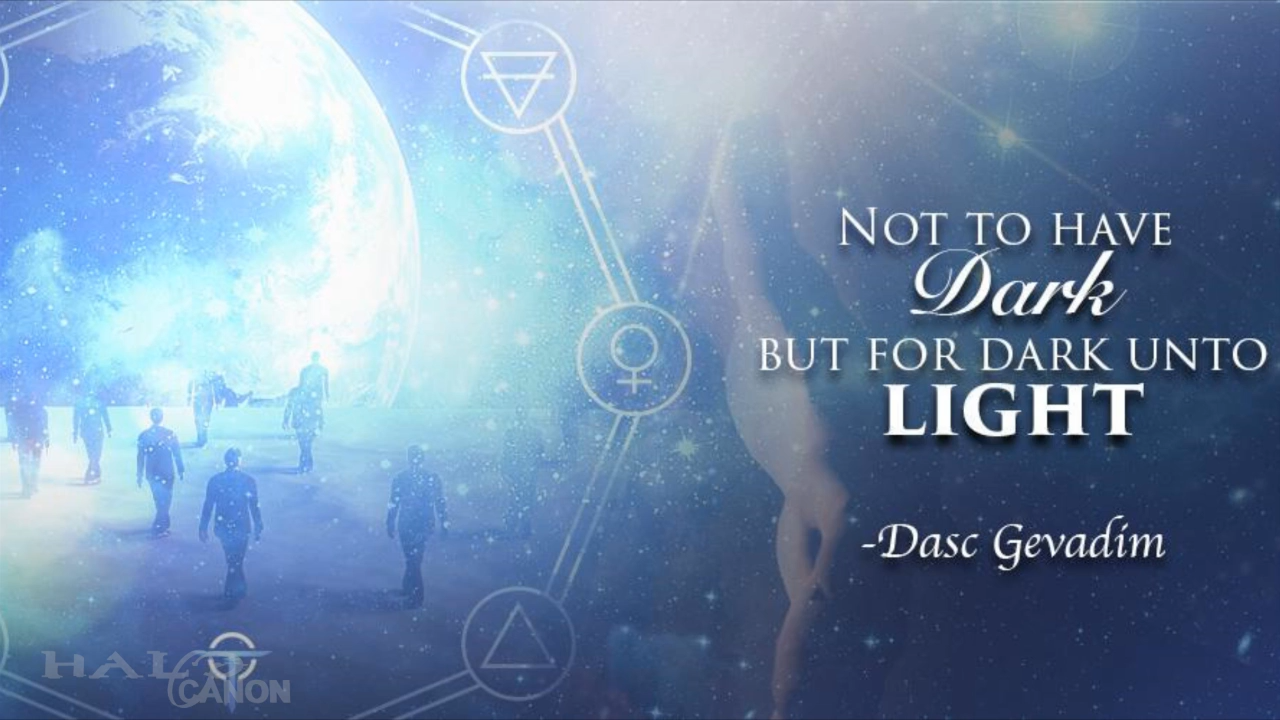 NOT TO HAVE
Dark
BUT FOR DARK UNTO
LIGHT
-Dasc Gevadim
HALO
CANON